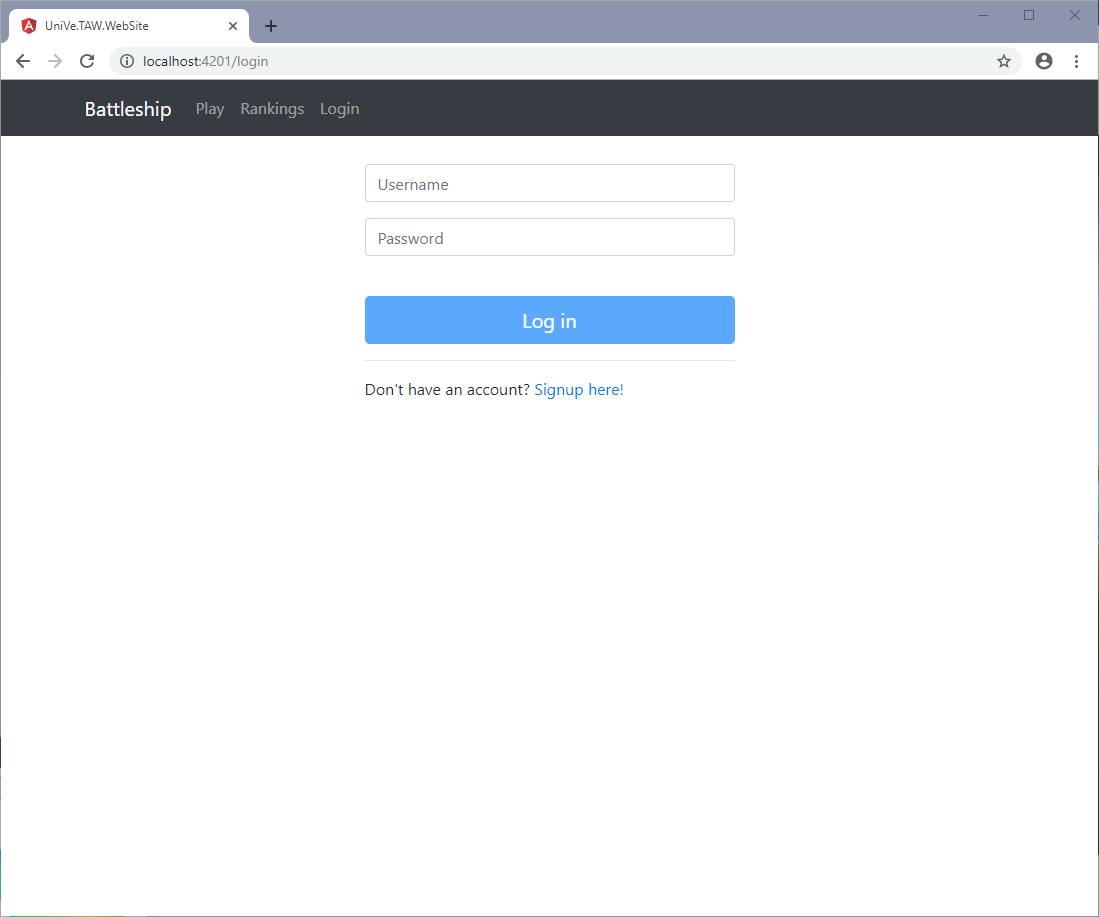 UniVe.TAW.WebSite
localhost:4201/login
Battleship Play Rankings Login
Username
Password
Log in
Don't have an account? Signup here!